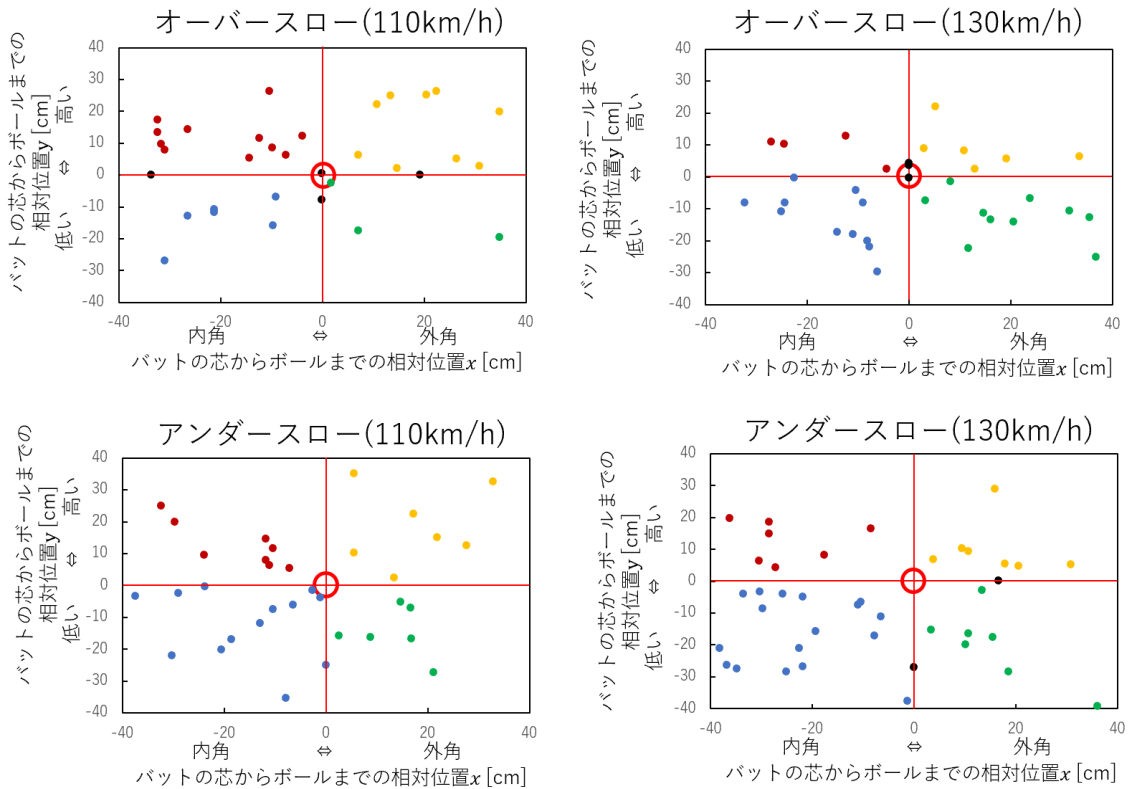 オーバースロー(110km/h)
バットの芯からボールまでの
相対位置y [cm]
低い ⇔ 高い
40
30
20
10
0
-10
-20
-30
-40
-40 -20 0 20 40
内角 ⇔ 外角
バットの芯からボールまでの相対位置x [cm]
オーバースロー(130km/h)
バットの芯からボールまでの
相対位置y [cm]
低い ⇔ 高い
40
30
20
10
0
-10
-20
-30
-40
-40 -20 0 20 40
内角 ⇔ 外角
バットの芯からボールまでの相対位置x [cm]
アンダースロー(110km/h)
バットの芯からボールまでの
相対位置y [cm]
低い ⇔ 高い
40
30
20
10
0
-10
-20
-30
-40
-40 -20 0 20 40
内角 ⇔ 外角
バットの芯からボールまでの相対位置x [cm]
アンダースロー(130km/h)
バットの芯からボールまでの
相対位置y [cm]
低い ⇔ 高い
40
30
20
10
0
-10
-20
-30
-40
-40 -20 0 20 40
内角 ⇔ 外角
バットの芯からボールまでの相対位置x [cm]